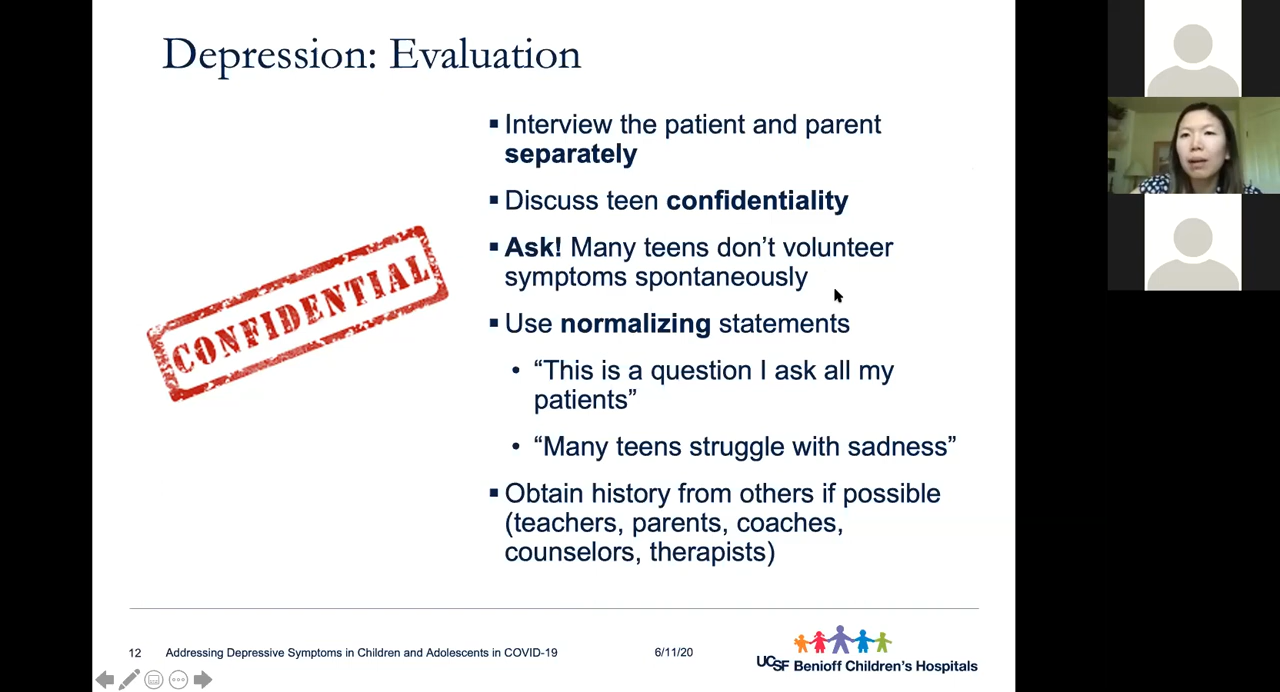 Depression: Evaluation
▪ Interview the patient and parent
separately
▪ Discuss teen confidentiality
▪ Ask! Many teens don’t volunteer
symptoms spontaneously
▪ Use normalizing statements
• “This is a question I ask all my
patients”
• “Many teens struggle with sadness”
▪ Obtain history from others if possible
(teachers, parents, coaches,
counselors, therapists)
CONFIDENTIAL
12 Addressing Depressive Symptoms in Children and Adolescents in COVID-19 6/11/20
UCSF Benioff Children’s Hospitals